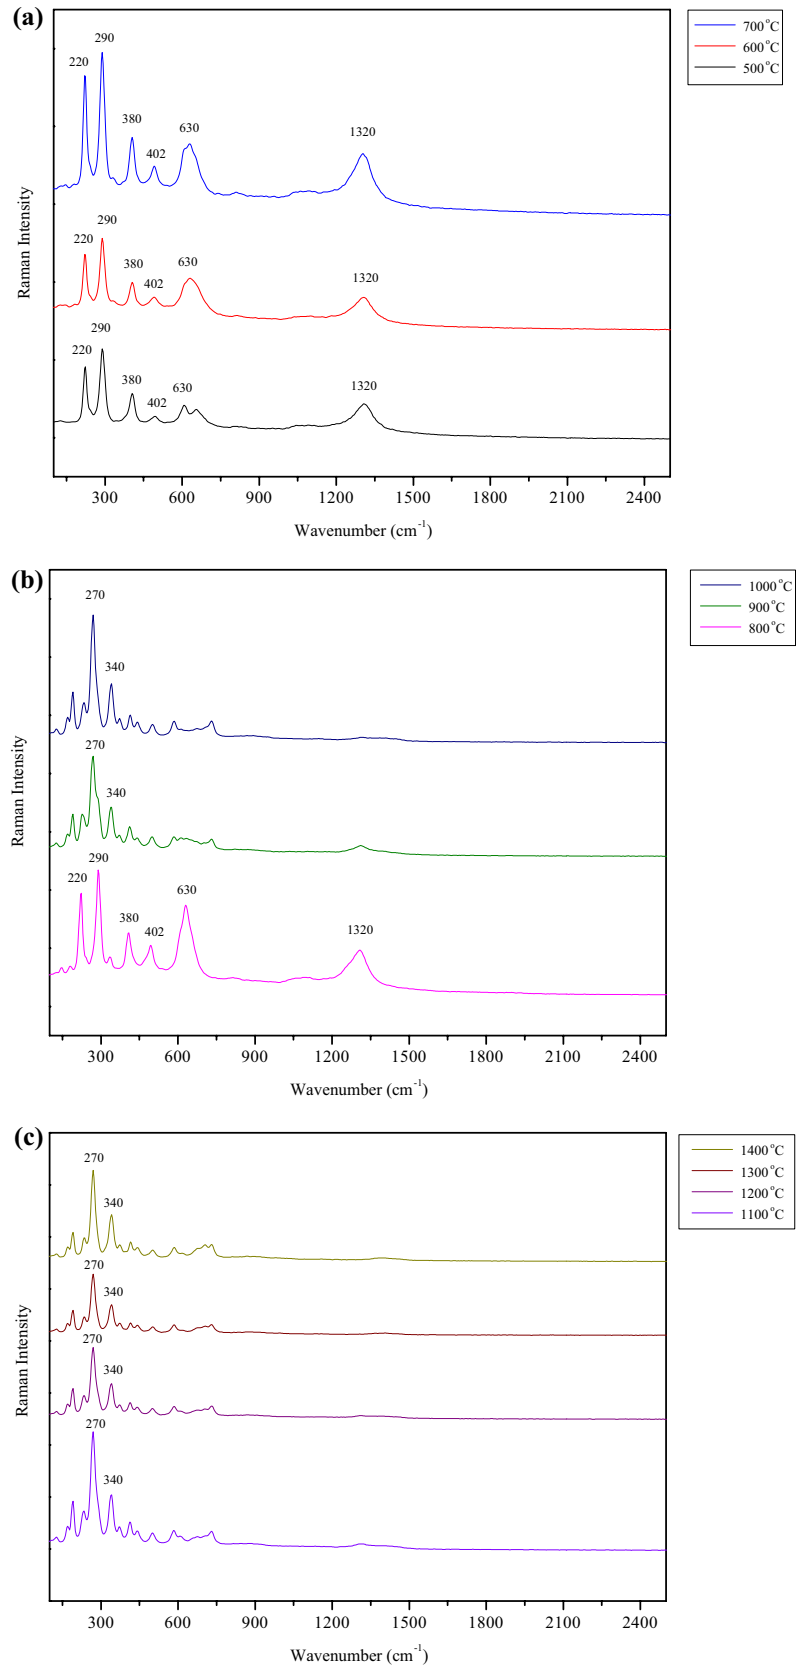 (a)
700°C
600°C
500°C
220 290 380 402 630 1320
220 290 380 402 630 1320
220 290 380 402 630 1320
Raman Intensity
300 600 900 1200 1500 1800 2100 2400
Wavenumber (cm⁻¹)
(b)
1000°C
900°C
800°C
270 340
270 340
220 290 380 402 630 1320
Raman Intensity
300 600 900 1200 1500 1800 2100 2400
Wavenumber (cm⁻¹)
(c)
1400°C
1300°C
1200°C
1100°C
270 340
270 340
270 340
270 340
Raman Intensity
300 600 900 1200 1500 1800 2100 2400
Wavenumber (cm⁻¹)